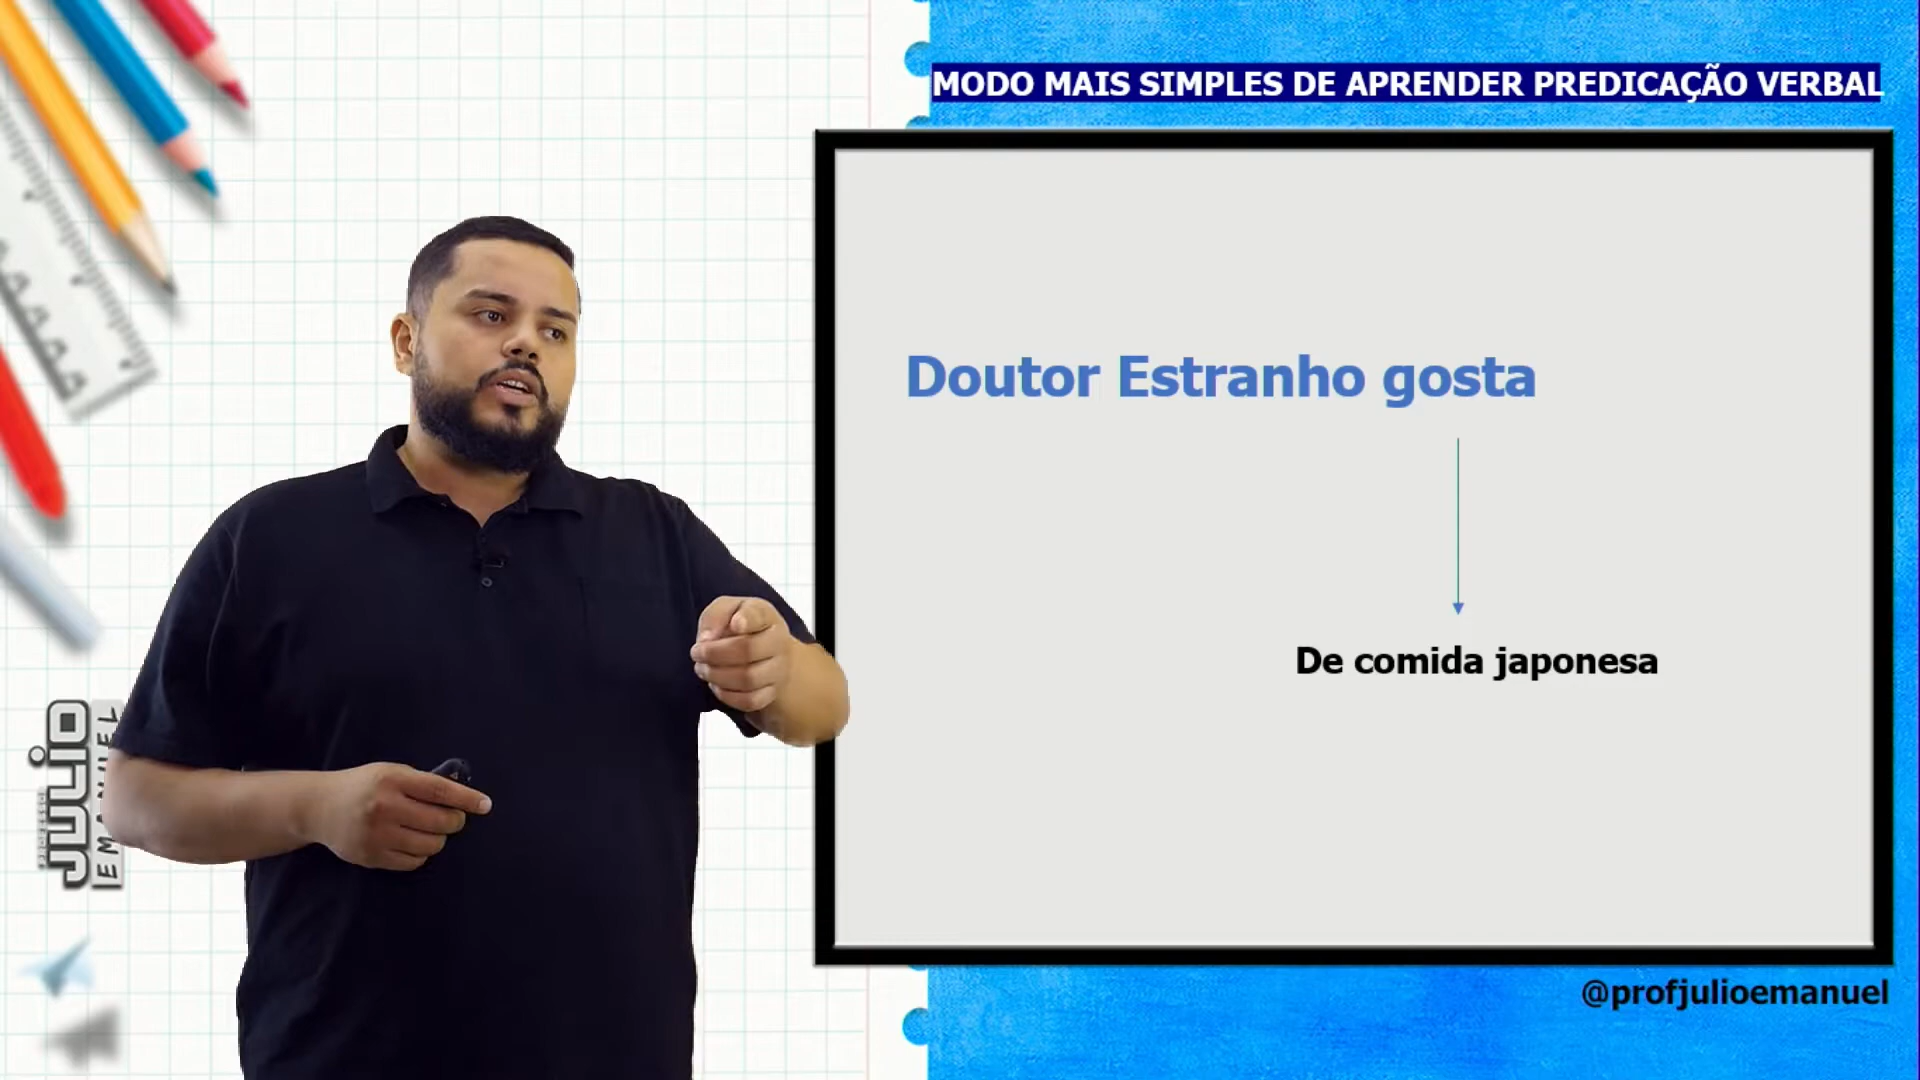 MODO MAIS SIMPLES DE APRENDER PREDICAÇÃO VERBAL
Doutor Estranho gosta
De comida japonesa
JULIO
EMANUEL
@profjulioemanuel